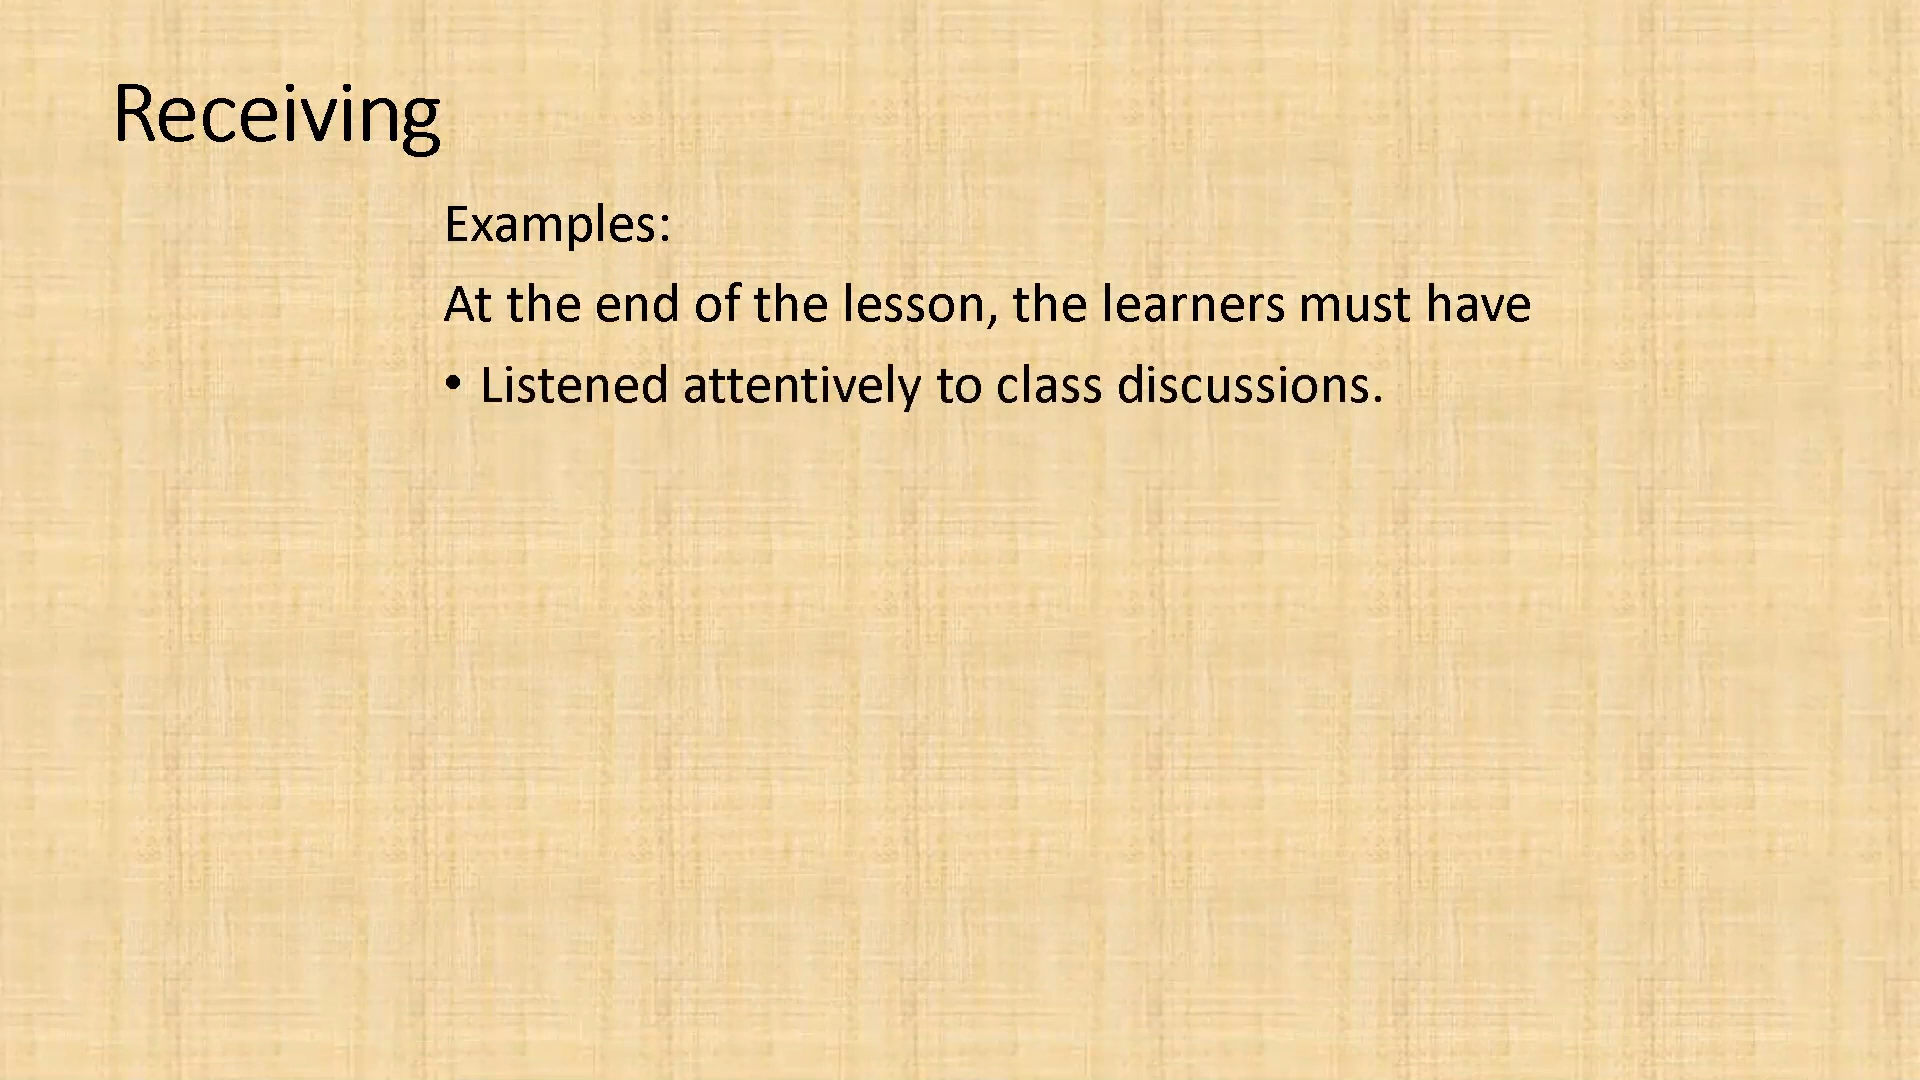 Receiving
Examples:
At the end of the lesson, the learners must have
• Listened attentively to class discussions.